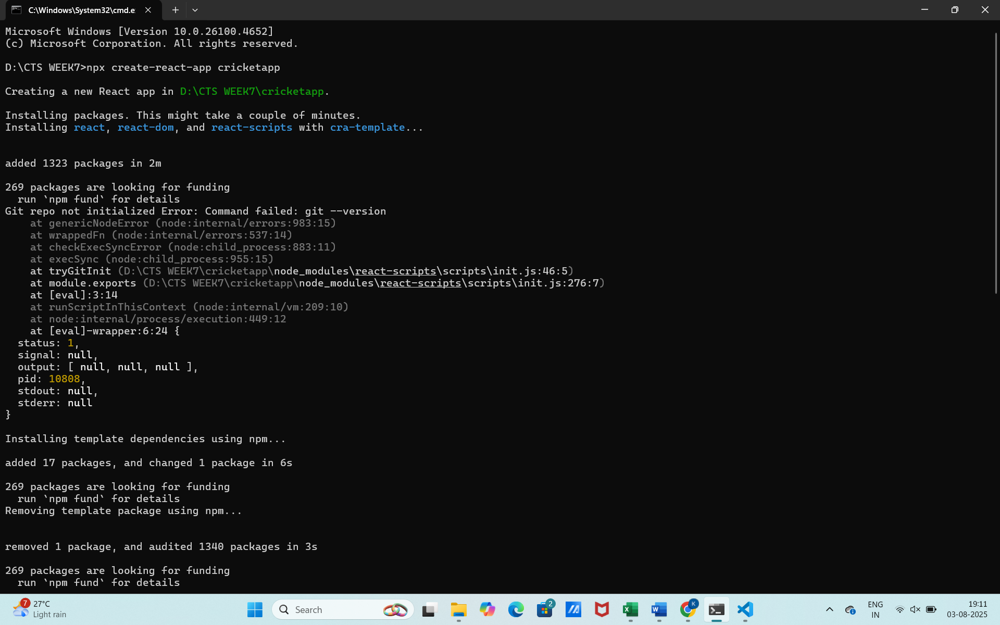 C:\Windows\System32\cmd.e
Microsoft Windows [Version 10.0.26100.4652]
(c) Microsoft Corporation. All rights reserved.
D:\CTS WEEK7>npx create-react-app cricketapp
Creating a new React app in D:\CTS WEEK7\cricketapp.
Installing packages. This might take a couple of minutes.
Installing react, react-dom, and react-scripts with cra-template...
added 1323 packages in 2m
269 packages are looking for funding
  run `npm fund` for details
Git repo not initialized Error: Command failed: git --version
    at genericNodeError (node:internal/errors:983:15)
    at wrappedFn (node:internal/errors:537:14)
    at checkExecSyncError (node:child_process:883:11)
    at execSync (node:child_process:955:15)
    at tryGitInit (D:\CTS WEEK7\cricketapp\node_modules\react-scripts\scripts\init.js:46:5)
    at module.exports (D:\CTS WEEK7\cricketapp\node_modules\react-scripts\scripts\init.js:276:7)
    at [eval]:3:14
    at runScriptInThisContext (node:internal/vm:209:10)
    at node:internal/process/execution:449:12
    at [eval]-wrapper:6:24 {
  status: 1,
  signal: null,
  output: [ null, null, null ],
  pid: 10808,
  stdout: null,
  stderr: null
}
Installing template dependencies using npm...
added 17 packages, and changed 1 package in 6s
269 packages are looking for funding
  run `npm fund` for details
Removing template package using npm...
removed 1 package, and audited 1340 packages in 3s
269 packages are looking for funding
  run `npm fund` for details
7
27°C
Light rain
Search
2
K
ENG
IN
19:11
03-08-2025